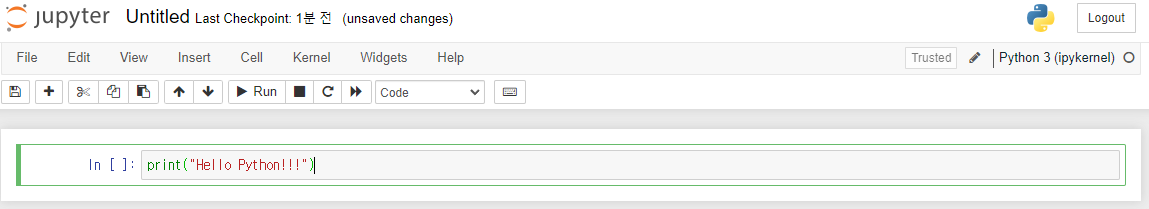 jupyter Untitled Last Checkpoint: 1분 전 (unsaved changes) Logout
File Edit View Insert Cell Kernel Widgets Help Trusted Python 3 (ipykernel)
Run Code
In [ ]: print("Hello Python!!!")